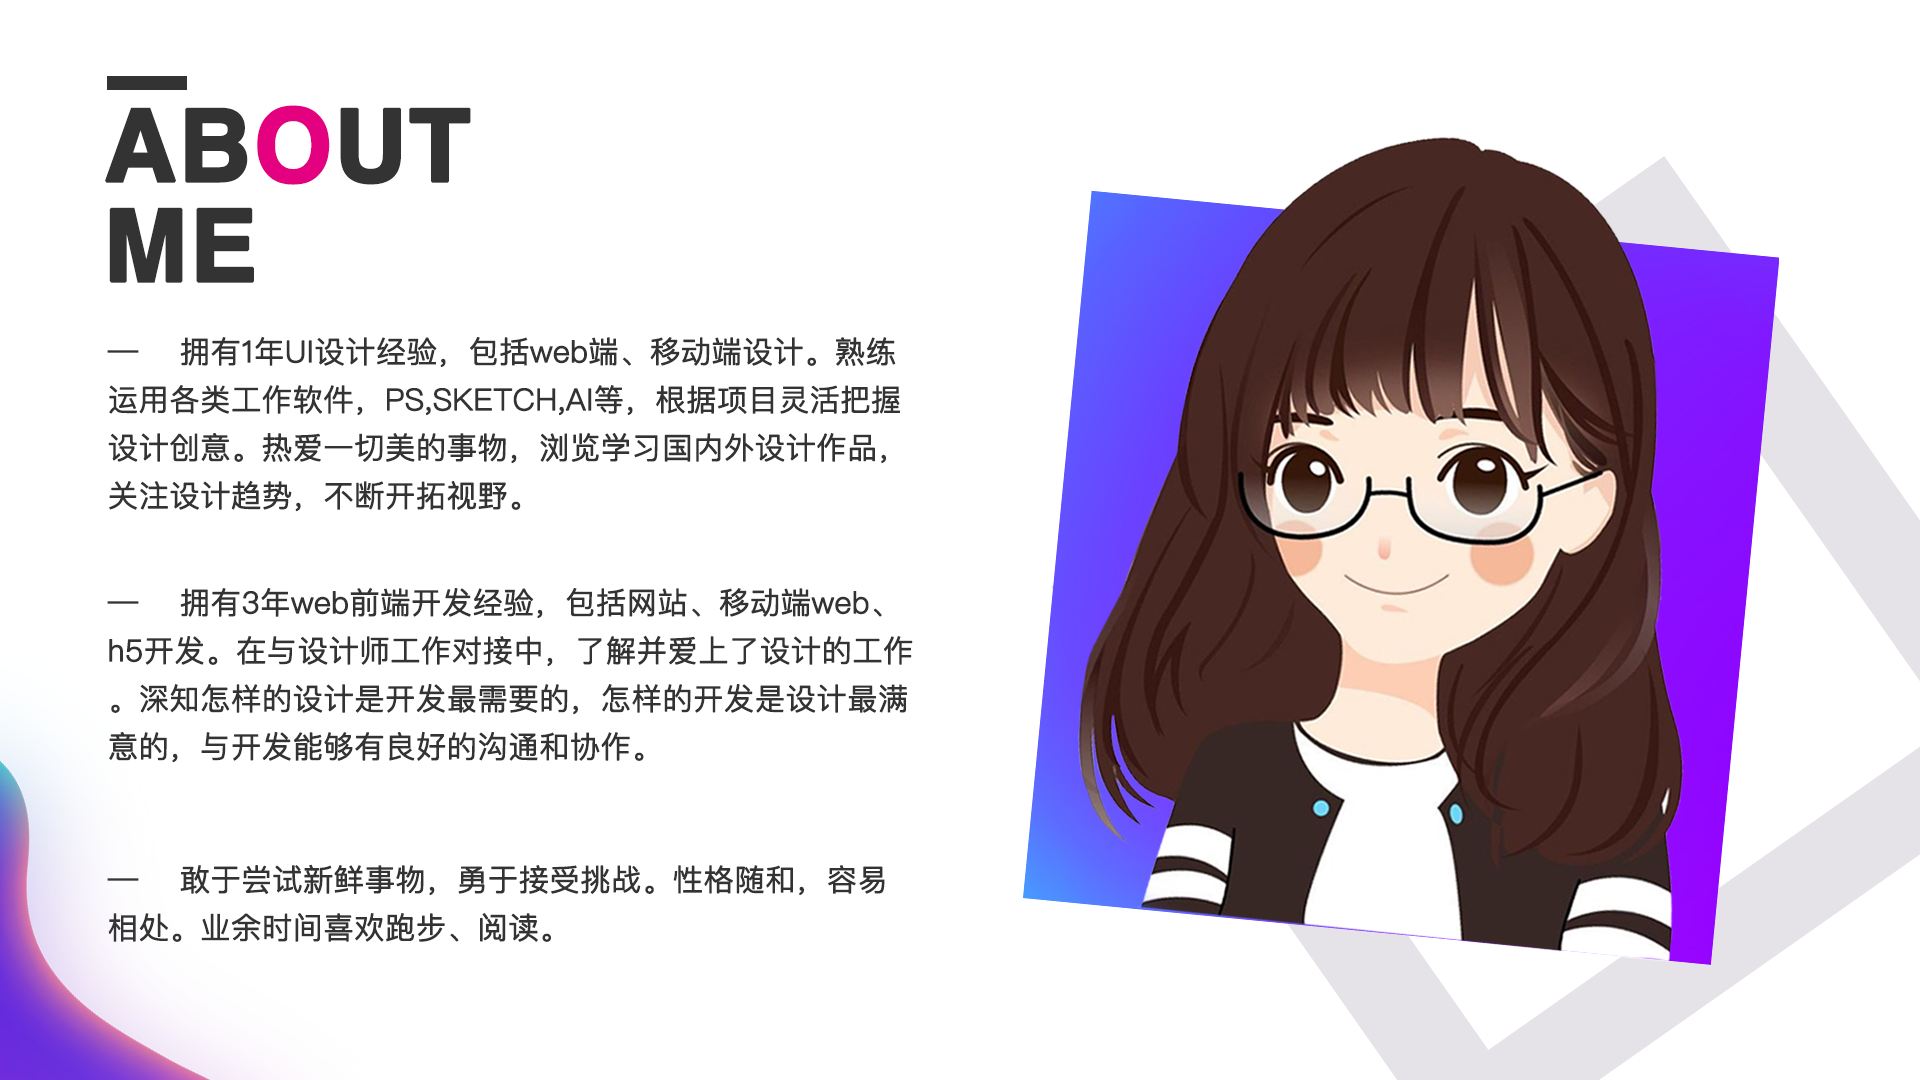 ABOUT
ME
— 拥有1年UI设计经验，包括web端、移动端设计。熟练
运用各类工作软件，PS,SKETCH,AI等，根据项目灵活把握
设计创意。热爱一切美的事物，浏览学习国内外设计作品，
关注设计趋势，不断开拓视野。
— 拥有3年web前端开发经验，包括网站、移动端web、
h5开发。在与设计师工作对接中，了解并爱上了设计的工作
。深知怎样的设计是开发最需要的，怎样的开发是设计最满
意的，与开发能够有良好的沟通和协作。
— 敢于尝试新鲜事物，勇于接受挑战。性格随和，容易
相处。业余时间喜欢跑步、阅读。